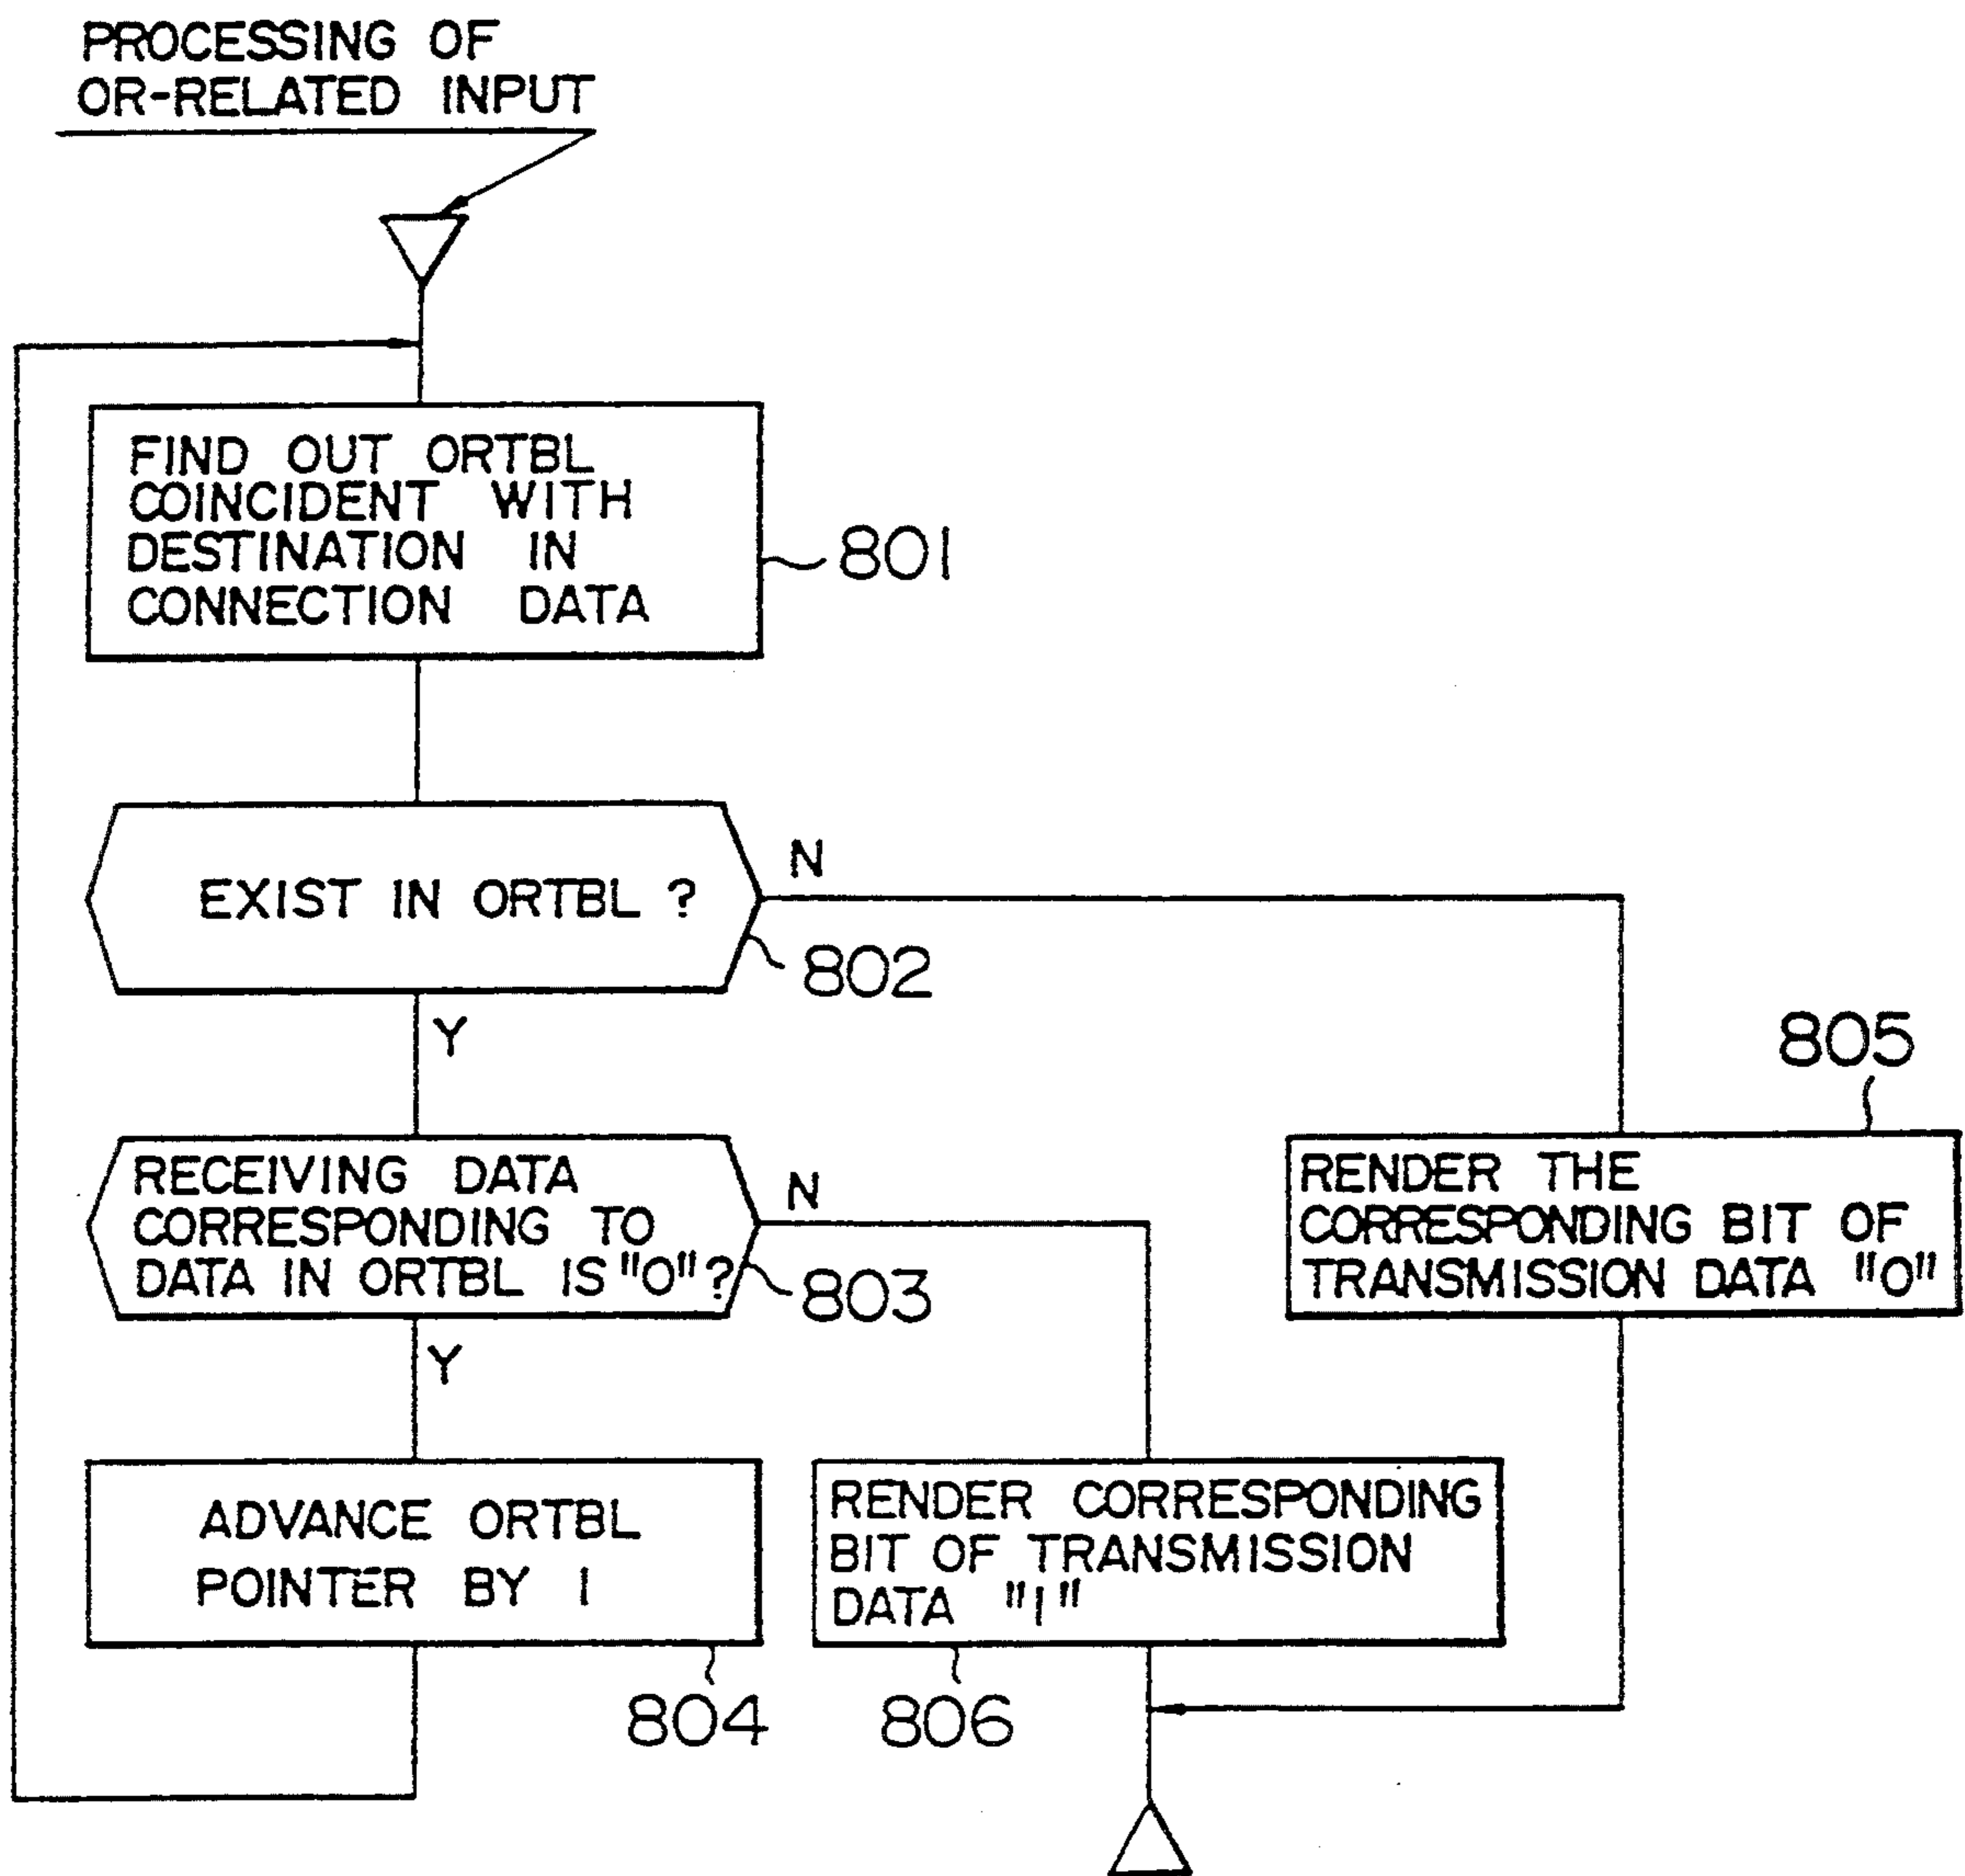 PROCESSING OF
OR-RELATED INPUT
FIND OUT ORTBL
COINCIDENT WITH
DESTINATION IN
CONNECTION DATA
801
EXIST IN ORTBL ?
N
802
Y
RECEIVING DATA
CORRESPONDING TO
DATA IN ORTBL IS "0"?
N
803
Y
805
RENDER THE
CORRESPONDING BIT OF
TRANSMISSION DATA "0"
ADVANCE ORTBL
POINTER BY 1
804
RENDER CORRESPONDING
BIT OF TRANSMISSION
DATA "1"
806